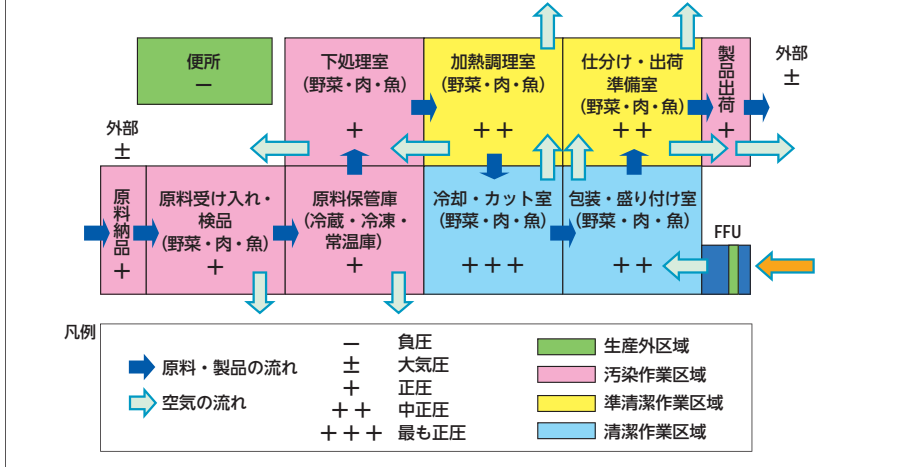 便所
−
下処理室
(野菜・肉・魚)
+
加熱調理室
(野菜・肉・魚)
++
仕分け・出荷
準備室
(野菜・肉・魚)
++
製品出荷
+
外部
±
外部
±
原料納品
+
原料受け入れ・
検品
(野菜・肉・魚)
+
原料保管庫
(冷蔵・冷凍・
常温庫)
+
冷却・カット室
(野菜・肉・魚)
+++
包装・盛り付け室
(野菜・肉・魚)
++
FFU
凡例
原料・製品の流れ
空気の流れ
− 負圧
± 大気圧
+ 正圧
++ 中正圧
+++ 最も正圧
生産外区域
汚染作業区域
準清潔作業区域
清潔作業区域